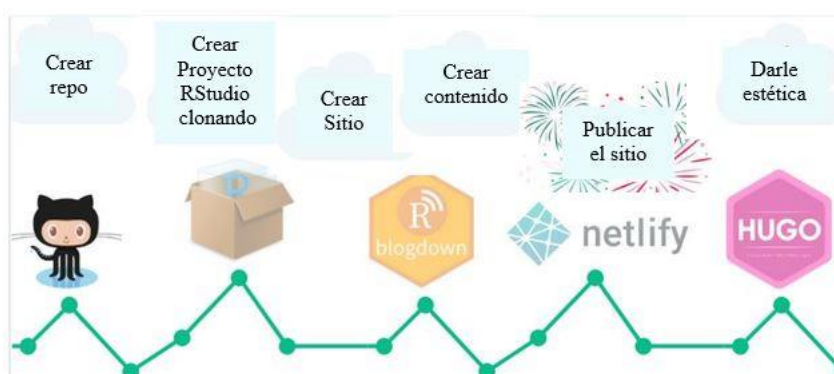 Crear
repo
Crear
Proyecto
RStudio
clonando
Crear
Sitio
Crear
contenido
Publicar
el sitio
Darle
estética
R
blogdown
netlify
HUGO